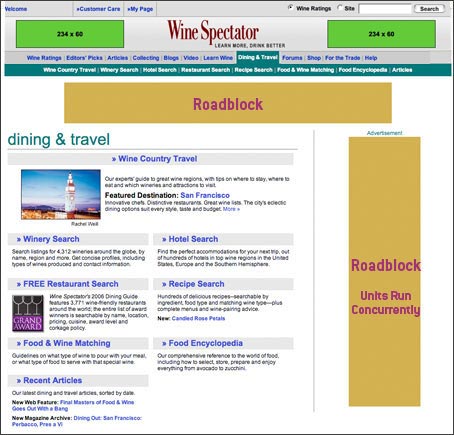 Welcome
»Customer Care
»My Page
Wine Ratings
Site
Search
234 x 60
Wine Spectator
LEARN MORE, DRINK BETTER
234 x 60
Wine Ratings | Editors' Picks | Articles | Collecting | Blogs | Video | Learn Wine | Dining & Travel | Forums | Shop | For the Trade | Help
Wine Country Travel | Winery Search | Hotel Search | Restaurant Search | Recipe Search | Food & Wine Matching | Food Encyclopedia | Articles
Roadblock
dining & travel
Advertisement
» Wine Country Travel
Our experts' guide to great wine regions, with tips on where to stay, where to
eat and which wineries and attractions to visit.
Featured Destination: San Francisco
Innovative chefs. Distinctive restaurants. Great wine lists. The city's eclectic
dining options suit every style, taste and budget. More »
Rachel Weill
» Winery Search
Search listings for 4,312 wineries around the globe, by
name, region and more. Get concise profiles, including
types of wines produced and contact information.
» Hotel Search
Find the perfect accommodations for your next trip, out
of hundreds of hotels in top wine regions in the United
States, Europe and the Southern Hemisphere.
» FREE Restaurant Search
GRAND
AWARD
Wine Spectator's 2006 Dining Guide
features 3,771 wine-friendly restaurants
around the world; the entire list of award
winners is searchable by name, location,
pricing, cuisine, award level and
corkage policy.
» Recipe Search
Hundreds of delicious recipes–searchable by
ingredient, food type and matching wine type–plus
complete menus and wine-pairing advice.
New: Candied Rose Petals
Roadblock
Units Run
Concurrently
» Food & Wine Matching
Guidelines on what type of wine to pour with your meal,
or what type of food to serve with that special wine.
» Food Encyclopedia
Our comprehensive reference to the world of food,
including how to select, store, prepare and enjoy
everything from avocado to zucchini.
» Recent Articles
Our latest dining and travel articles, sorted by date.
New Web Feature: Final Masters of Food & Wine
Goes Out With a Bang
New Magazine Archive: Dining Out: San Francisco:
Perbacco, Pres a Vi